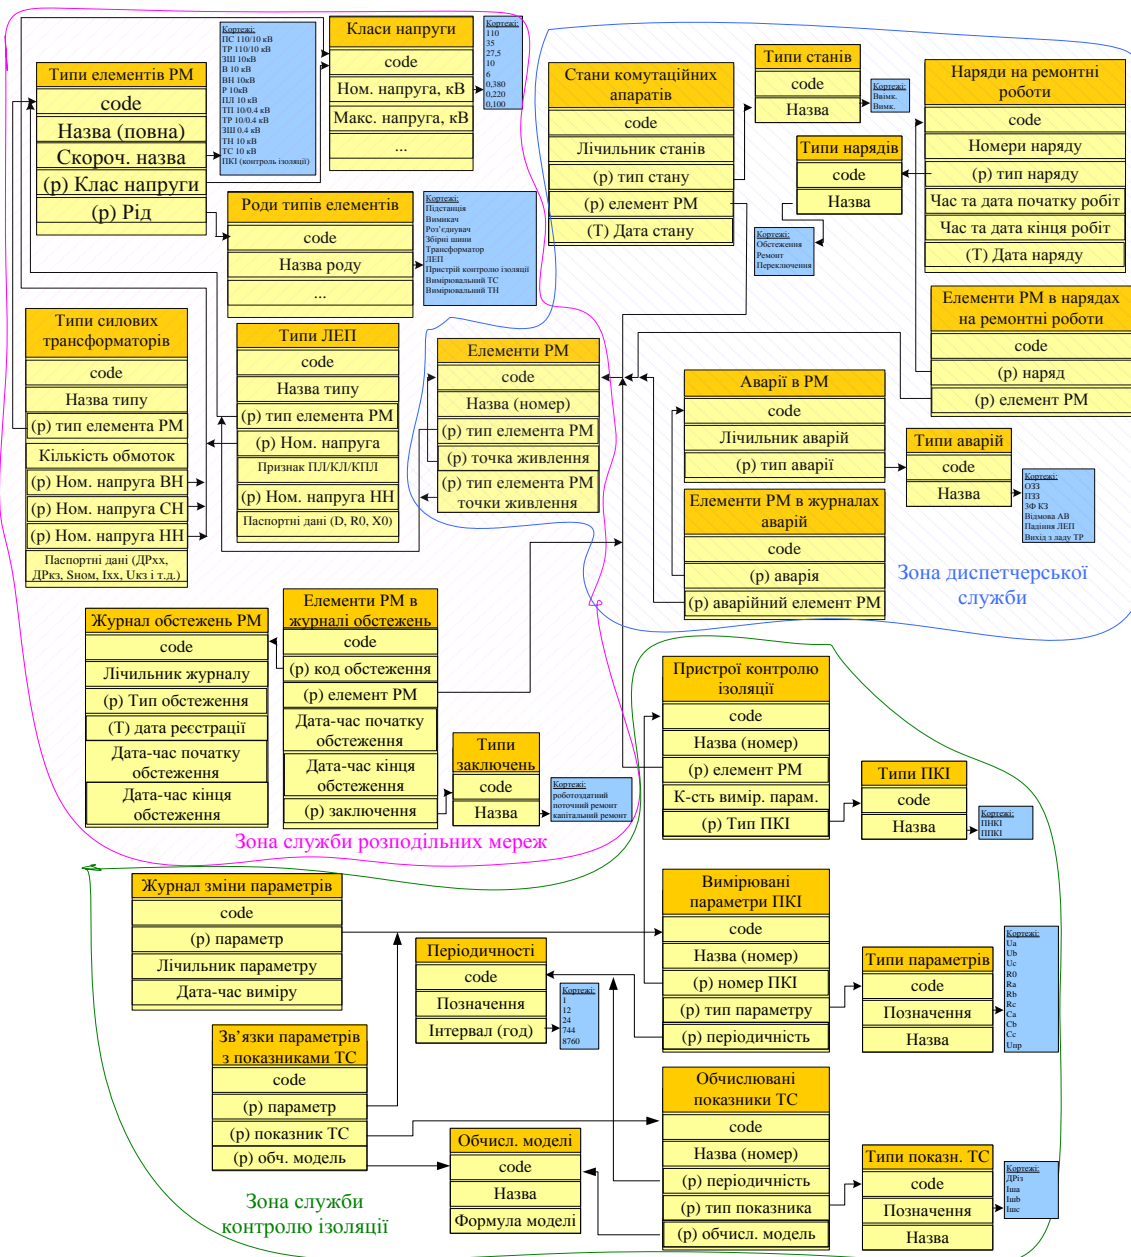 Типи елементів РМ
code
Назва (повна)
Скороч. назва
(р) Клас напруги
(р) Рід
Кортежі:
ПС 110/10 кВ
ТР 110/10 кВ
ЗШ 10кВ
В 10 кВ
ВН 10кВ
Р 10кВ
ПЛ 10 кВ
ТП 10/0.4 кВ
ТР 10/0.4 кВ
ЗШ 0.4 кВ
ТН 10 кВ
ТС 10 кВ
ПКІ (контроль ізоляції)
Класи напруги
code
Ном. напруга, кВ
Макс. напруга, кВ
...
Кортежі:
110
35
27,5
10
6
0,380
0,220
0,100
Роди типів елементів
code
Назва роду
...
Кортежі:
Підстанція
Вимикач
Роз’єднувач
Збірні шини
Трансформатор
ЛЕП
Пристрій контролю ізоляції
Вимірювальний ТС
Вимірювальний ТН
Стани комутаційних
апаратів
code
Лічильник станів
(р) тип стану
(р) елемент РМ
(Т) Дата стану
Типи станів
code
Назва
Кортежі:
Ввімк.
Вимк.
Типи нарядів
code
Назва
Кортежі:
Обстеження
Ремонт
Переключення
Наряди на ремонтні
роботи
code
Номери наряду
(р) тип наряду
Час та дата початку робіт
Час та дата кінця робіт
(Т) Дата наряду
Елементи РМ в нарядах
на ремонтні роботи
code
(р) наряд
(р) елемент РМ
Типи силових
трансформаторів
code
Назва типу
(р) тип елемента РМ
Кількість обмоток
(р) Ном. напруга ВН
(р) Ном. напруга СН
(р) Ном. напруга НН
Паспортні дані (ДРхх,
ДРкз, Sном, Ixx, Uкз і т.д.)
Типи ЛЕП
code
Назва типу
(р) тип елемента РМ
(р) Ном. напруга
Признак ПЛ/КЛ/КПЛ
(р) Ном. напруга НН
Паспортні дані (D, R0, X0)
Елементи РМ
code
Назва (номер)
(р) тип елемента РМ
(р) точка живлення
(р) тип елемента РМ
точки живлення
Аварії в РМ
code
Лічильник аварій
(р) тип аварії
Типи аварій
code
Назва
Кортежі:
ОЗЗ
ПЗЗ
3Ф КЗ
Відмова АВ
Падіння ЛЕП
Вихід з ладу ТР
Елементи РМ в журналах
аварій
code
(р) аварія
(р) аварійний елемент РМ
Зона диспетчерської
служби
Журнал обстежень РМ
code
Лічильник журналу
(р) Тип обстеження
(Т) дата реєстрації
Дата-час початку
обстеження
Дата-час кінця
обстеження
Елементи РМ в
журналі обстежень
code
(р) код обстеження
(р) елемент РМ
Дата-час початку
обстеження
Дата-час кінця
обстеження
(р) заключення
Типи
заключень
code
Назва
Кортежі:
роботоздатний
поточний ремонт
капітальний ремонт
Зона служби розподільних мереж
Пристрої контролю
ізоляції
code
Назва (номер)
(р) елемент РМ
К-сть вимір. парам.
(р) Тип ПКІ
Типи ПКІ
code
Назва
Кортежі:
ПНКІ
ППКІ
Журнал зміни параметрів
code
(р) параметр
Лічильник параметру
Дата-час виміру
Періодичності
code
Позначення
Інтервал (год)
Кортежі:
1
12
24
744
8760
Вимірювані
параметри ПКІ
code
Назва (номер)
(р) номер ПКІ
(р) тип параметру
(р) періодичність
Типи параметрів
code
Позначення
Назва
Кортежі:
Ua
Ub
Uc
R0
Ra
Rb
Rc
Ca
Cb
Cc
Uпр
Зв’язки параметрів
з показниками ТС
code
(р) параметр
(р) показник ТС
(р) обч. модель
Обчисл. моделі
code
Назва
Формула моделі
Обчислювані
показники ТС
code
Назва (номер)
(р) періодичність
(р) тип показника
(р) обчисл. модель
Типи показн. ТС
code
Позначення
Назва
Кортежі:
ДРіз
Iша
Iшb
Iшс
Зона служби
контролю ізоляції